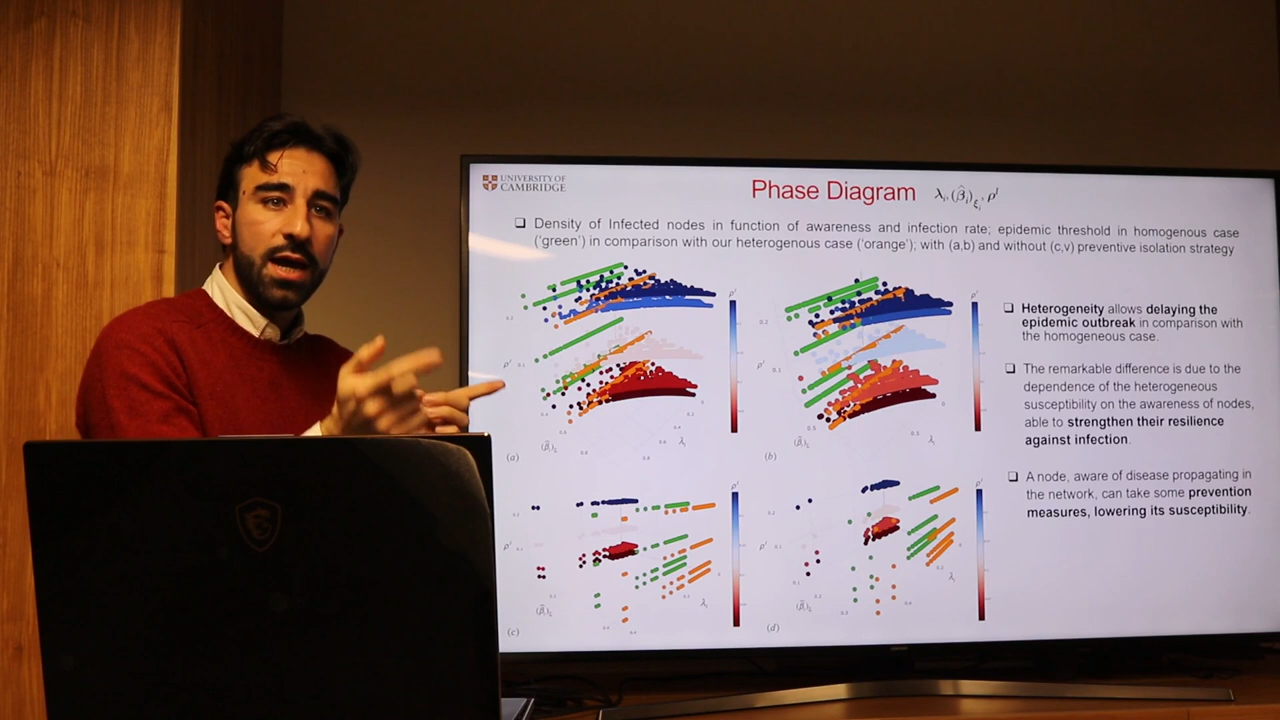 UNIVERSITY OF
CAMBRIDGE
Phase Diagram
❑ Density of Infected nodes in function of awareness and infection rate; epidemic threshold in homogenous case
('green') in comparison with our heterogenous case ('orange'); with (a,b) and without (c,v) preventive isolation strategy
❑ Heterogeneity allows delaying the
epidemic outbreak in comparison with
the homogeneous case.
❑ The remarkable difference is due to the
dependence of the heterogeneous
susceptibility on the awareness of nodes,
able to strengthen their resilience
against infection.
❑ A node, aware of disease propagating in
the network, can take some prevention
measures, lowering its susceptibility.
(a)
(b)
(c)
(d)